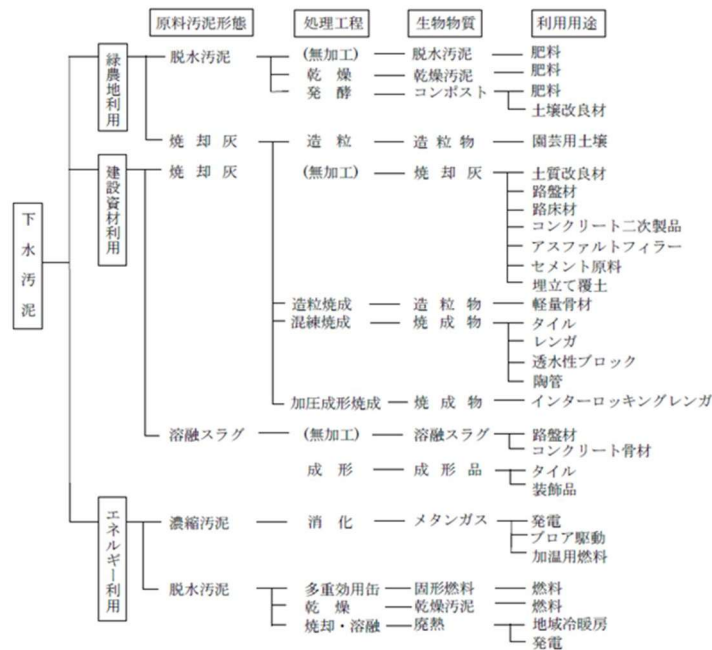 原料汚泥形態 処理工程 生物物質 利用用途
脱水汚泥 (無加工) 脱水汚泥 肥料
乾燥 乾燥汚泥 肥料
発酵 コンポスト 肥料
土壌改良材
緑農地利用
焼却灰 造粒 造粒物 園芸用土壌
焼却灰 (無加工) 焼却灰 土質改良材
路盤材
路床材
コンクリート二次製品
アスファルトフィラー
セメント原料
埋立て覆土
建設資材利用
下水汚泥
造粒焼成 造粒物 軽量骨材
混練焼成 焼成物 タイル
レンガ
透水性ブロック
陶管
加圧成形焼成 焼成物 インターロッキングレンガ
溶融スラグ (無加工) 溶融スラグ 路盤材
コンクリート骨材
成形 成形品 タイル
装飾品
濃縮汚泥 消化 メタンガス 発電
ブロア駆動
加温用燃料
エネルギー利用
脱水汚泥 多重効用缶 固形燃料 燃料
乾燥 乾燥汚泥 燃料
焼却・溶融 廃熱 地域冷暖房
発電